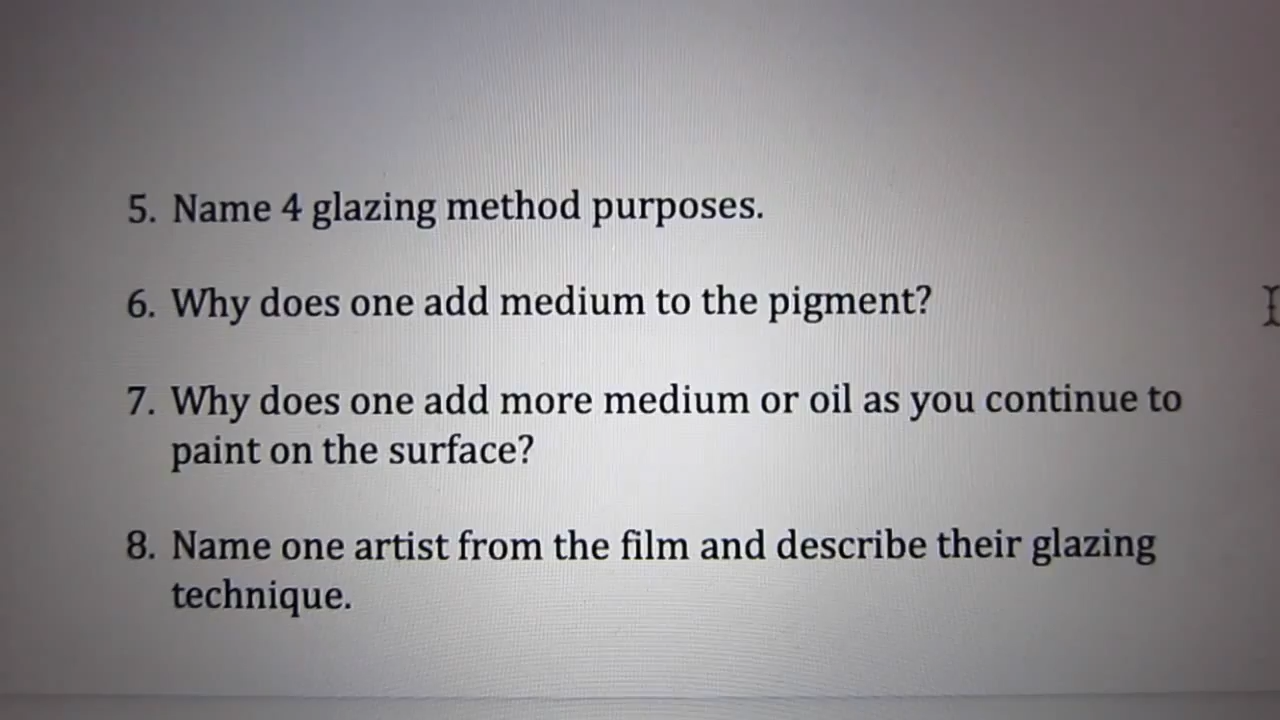 5. Name 4 glazing method purposes.
6. Why does one add medium to the pigment?
7. Why does one add more medium or oil as you continue to
paint on the surface?
8. Name one artist from the film and describe their glazing
technique.